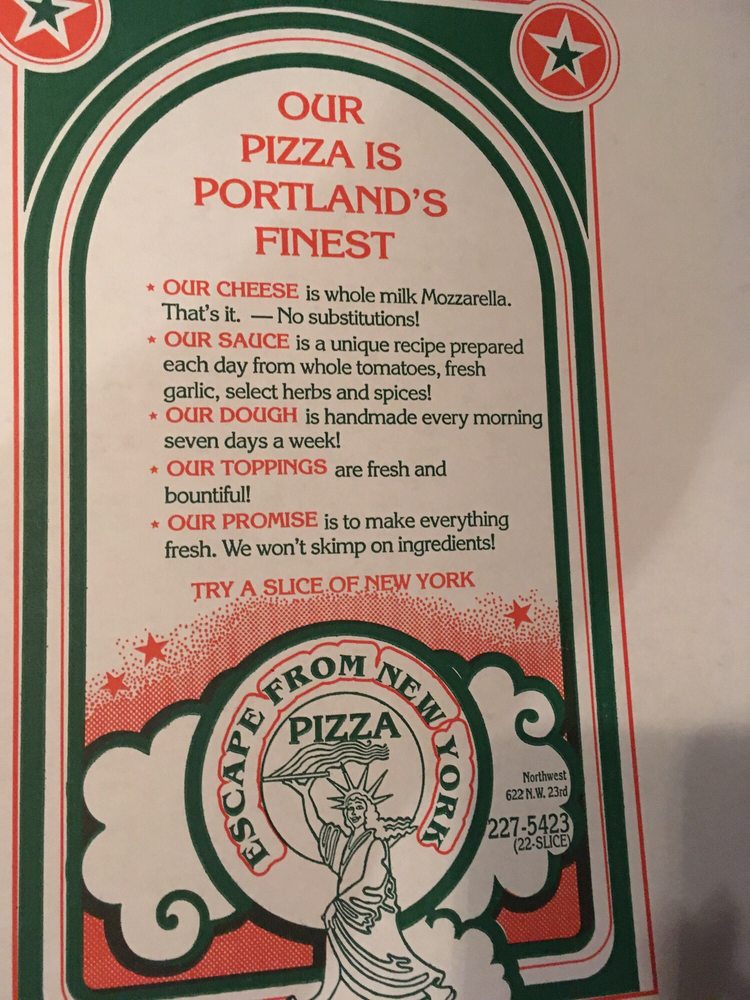 OUR
PIZZA IS
PORTLAND'S
FINEST
★ OUR CHEESE is whole milk Mozzarella.
That's it. — No substitutions!
★ OUR SAUCE is a unique recipe prepared
each day from whole tomatoes, fresh
garlic, select herbs and spices!
★ OUR DOUGH is handmade every morning
seven days a week!
★ OUR TOPPINGS are fresh and
bountiful!
★ OUR PROMISE is to make everything
fresh. We won't skimp on ingredients!
TRY A SLICE OF NEW YORK
ESCAPE FROM NEW YORK
PIZZA
Northwest
622 N.W. 23rd
227-5423
(22-SLICE)